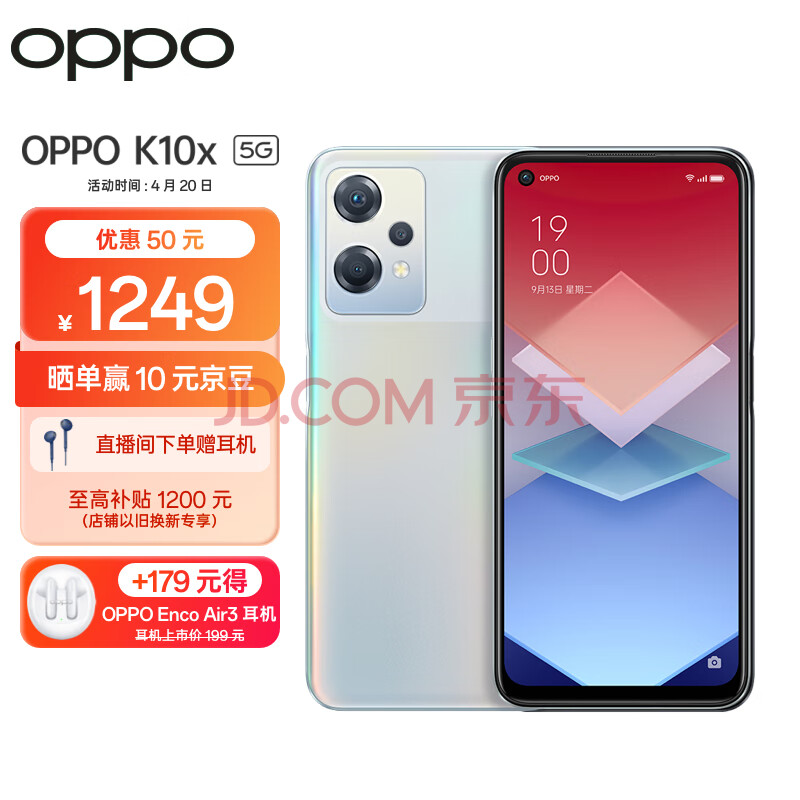 oppo
OPPO K10x 5G
活动时间：4月20日
优惠 50 元
¥1249
晒单赢 10 元京豆
直播间下单赠耳机
至高补贴 1200 元
（店铺以旧换新专享）
+179 元得
OPPO Enco Air3 耳机
耳机上市价 199 元
OPPO
19
00
9月13日 星期二
JD.COM 京东